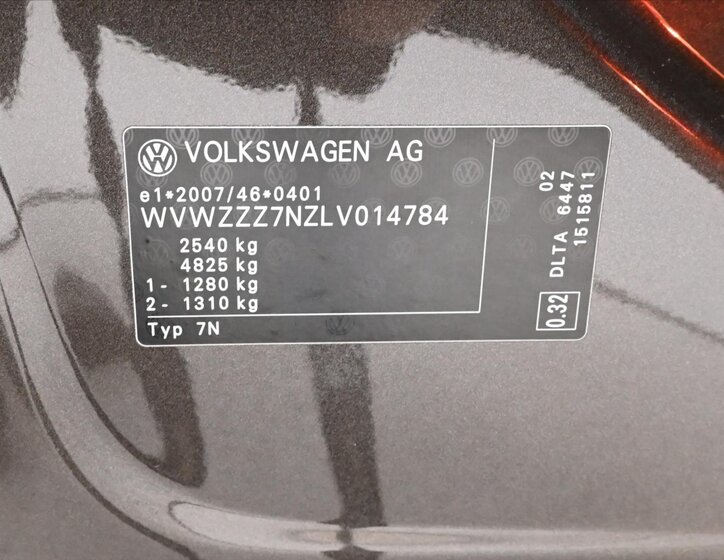 VOLKSWAGEN AG
e1*2007/46*0401
WVWZZZ7NZLV014784
2540 kg
4825 kg
1- 1280 kg
2- 1310 kg
Typ 7N
02
DLTA 6447
1515811
0.32